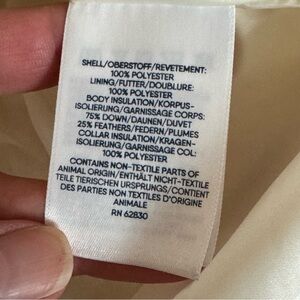 SHELL/OBERSTOFF/REVETEMENT:
100% POLYESTER
LINING/FUTTER/DOUBLURE:
100% POLYESTER
BODY INSULATION/KORPUS-
ISOLIERUNG/GARNISSAGE CORPS:
75% DOWN/DAUNEN/DUVET
25% FEATHERS/FEDERN/PLUMES
COLLAR INSULATION/KRAGEN-
ISOLIERUNG/GARNISSAGE COL:
100% POLYESTER
CONTAINS NON-TEXTILE PARTS OF
ANIMAL ORIGIN/ENTHÄLT NICHT-TEXTILE
TEILE TIERISCHEN URSPRUNGS/CONTIENT
DES PARTIES NON TEXTILES D'ORIGINE
ANIMALE
RN 62830